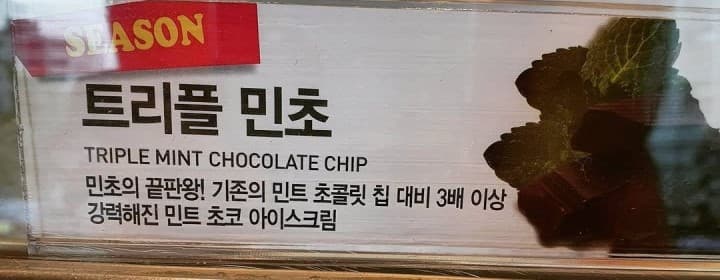 SEASON
트리플 민초
TRIPLE MINT CHOCOLATE CHIP
민초의 끝판왕! 기존의 민트 초콜릿 칩 대비 3배 이상
강력해진 민트 초코 아이스크림